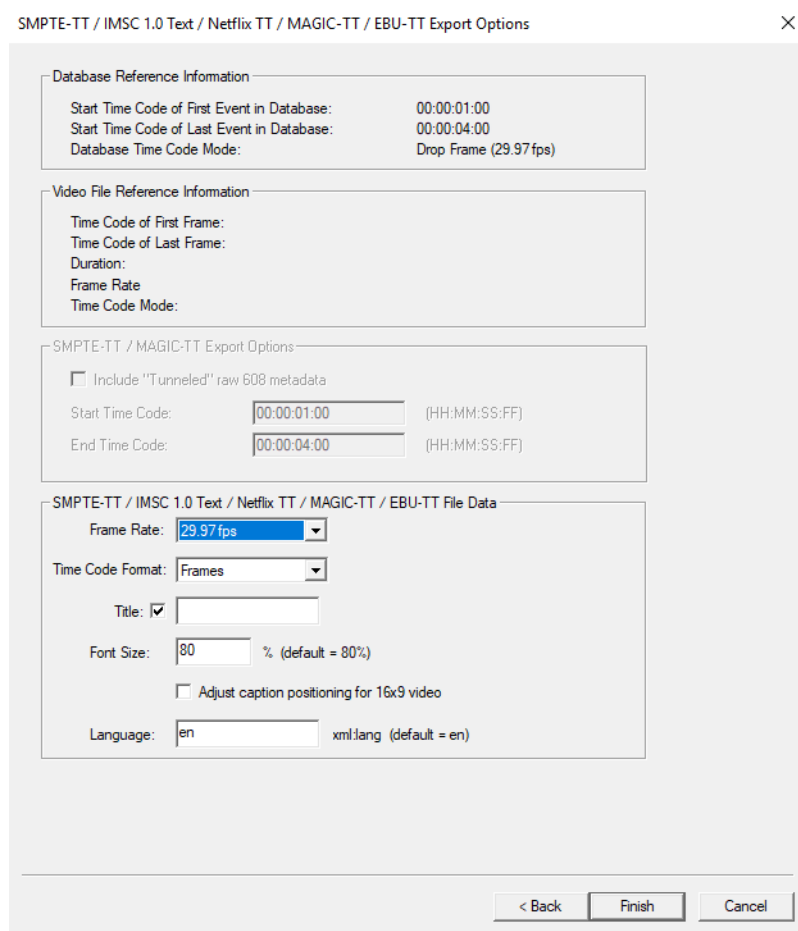 SMPTE-TT / IMSC 1.0 Text / Netflix TT / MAGIC-TT / EBU-TT Export Options
Database Reference Information
Start Time Code of First Event in Database: 00:00:01:00
Start Time Code of Last Event in Database: 00:00:04:00
Database Time Code Mode: Drop Frame (29.97 fps)
Video File Reference Information
Time Code of First Frame:
Time Code of Last Frame:
Duration:
Frame Rate
Time Code Mode:
SMPTE-TT / MAGIC-TT Export Options
Include "Tunneled" raw 608 metadata
Start Time Code: 00:00:01:00 (HH:MM:SS:FF)
End Time Code: 00:00:04:00 (HH:MM:SS:FF)
SMPTE-TT / IMSC 1.0 Text / Netflix TT / MAGIC-TT / EBU-TT File Data
Frame Rate: 29.97 fps
Time Code Format: Frames
Title:
Font Size: 80 % (default = 80%)
Adjust caption positioning for 16x9 video
Language: en xml:lang (default = en)
< Back Finish Cancel